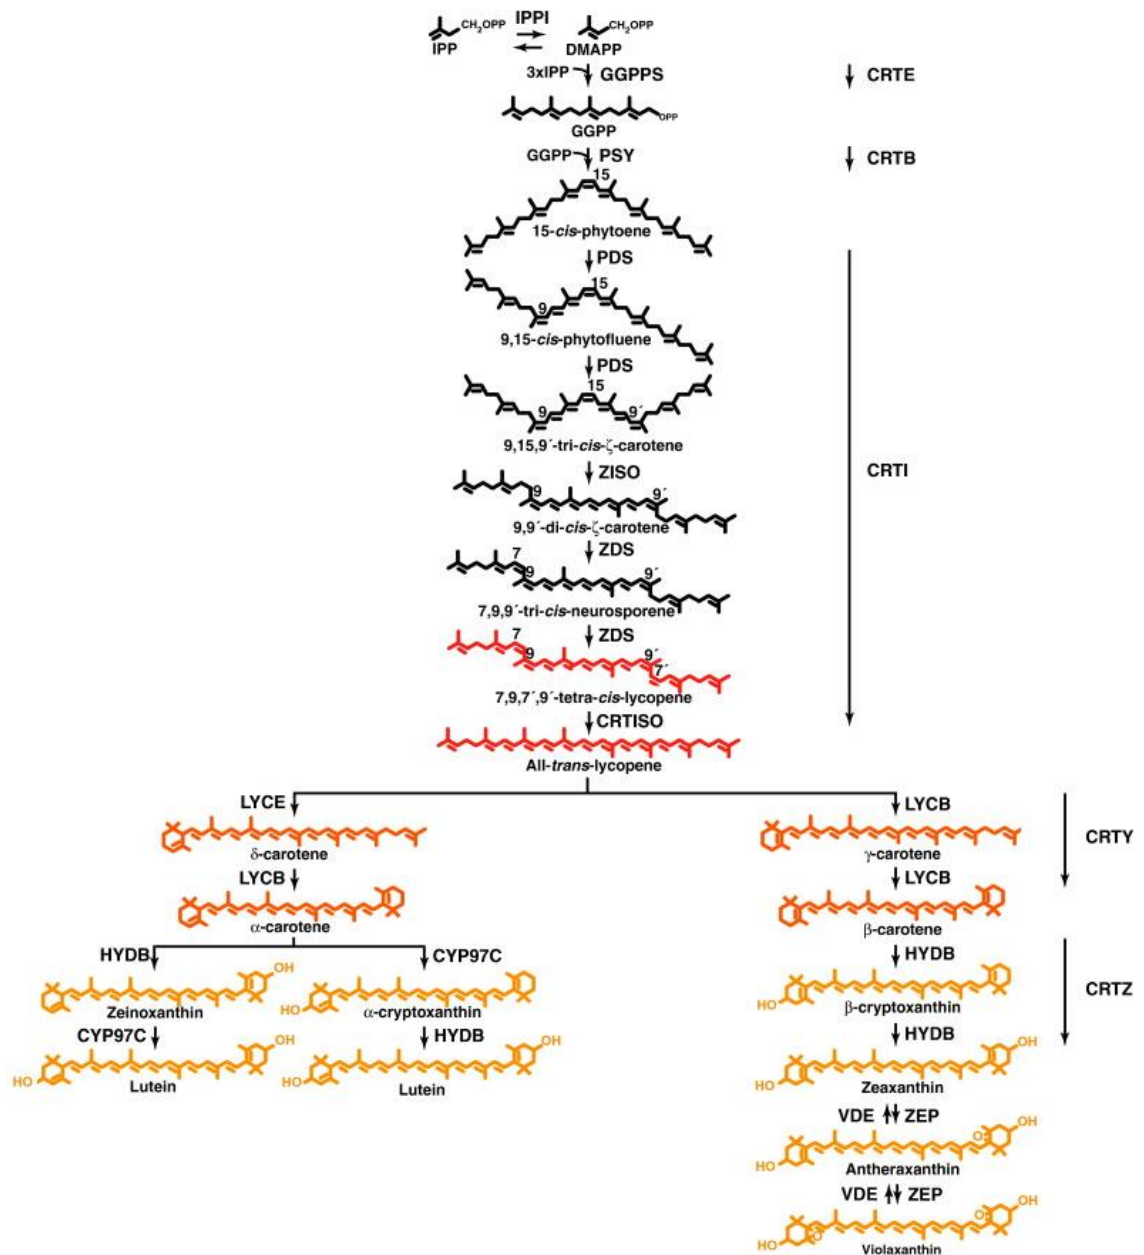 IPPI
CH2OPP CH2OPP
IPP DMAPP
3xIPP GGPPS CRTE
OPP
GGPP
GGPP PSY CRTB
15
15-cis-phytoene
PDS
15
9
9,15-cis-phytofluene
PDS
15
9 9´
9,15,9´-tri-cis-ζ-carotene
ZISO CRTI
9 9´
9,9´-di-cis-ζ-carotene
ZDS
7
9 9´
7,9,9´-tri-cis-neurosporene
ZDS
7
9 9´
7´
7,9,7´,9´-tetra-cis-lycopene
CRTISO
All-trans-lycopene
LYCE LYCB
δ-carotene γ-carotene CRTY
LYCB LYCB
α-carotene β-carotene
HYDB CYP97C HYDB
OH
HO HO CRTZ
Zeinoxanthin α-cryptoxanthin β-cryptoxanthin
CYP97C HYDB HYDB
OH OH OH
HO HO HO
Lutein Lutein Zeaxanthin
VDE ZEP
OH
O
HO
Antheraxanthin
VDE ZEP
OH
O
HO O
Violaxanthin